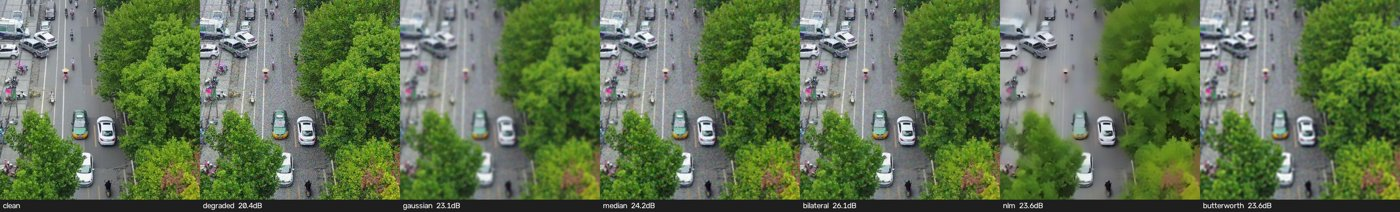 clean
degraded 20.4dB
gaussian 23.1dB
median 24.2dB
bilateral 26.1dB
nlm 23.6dB
butterworth 23.6dB